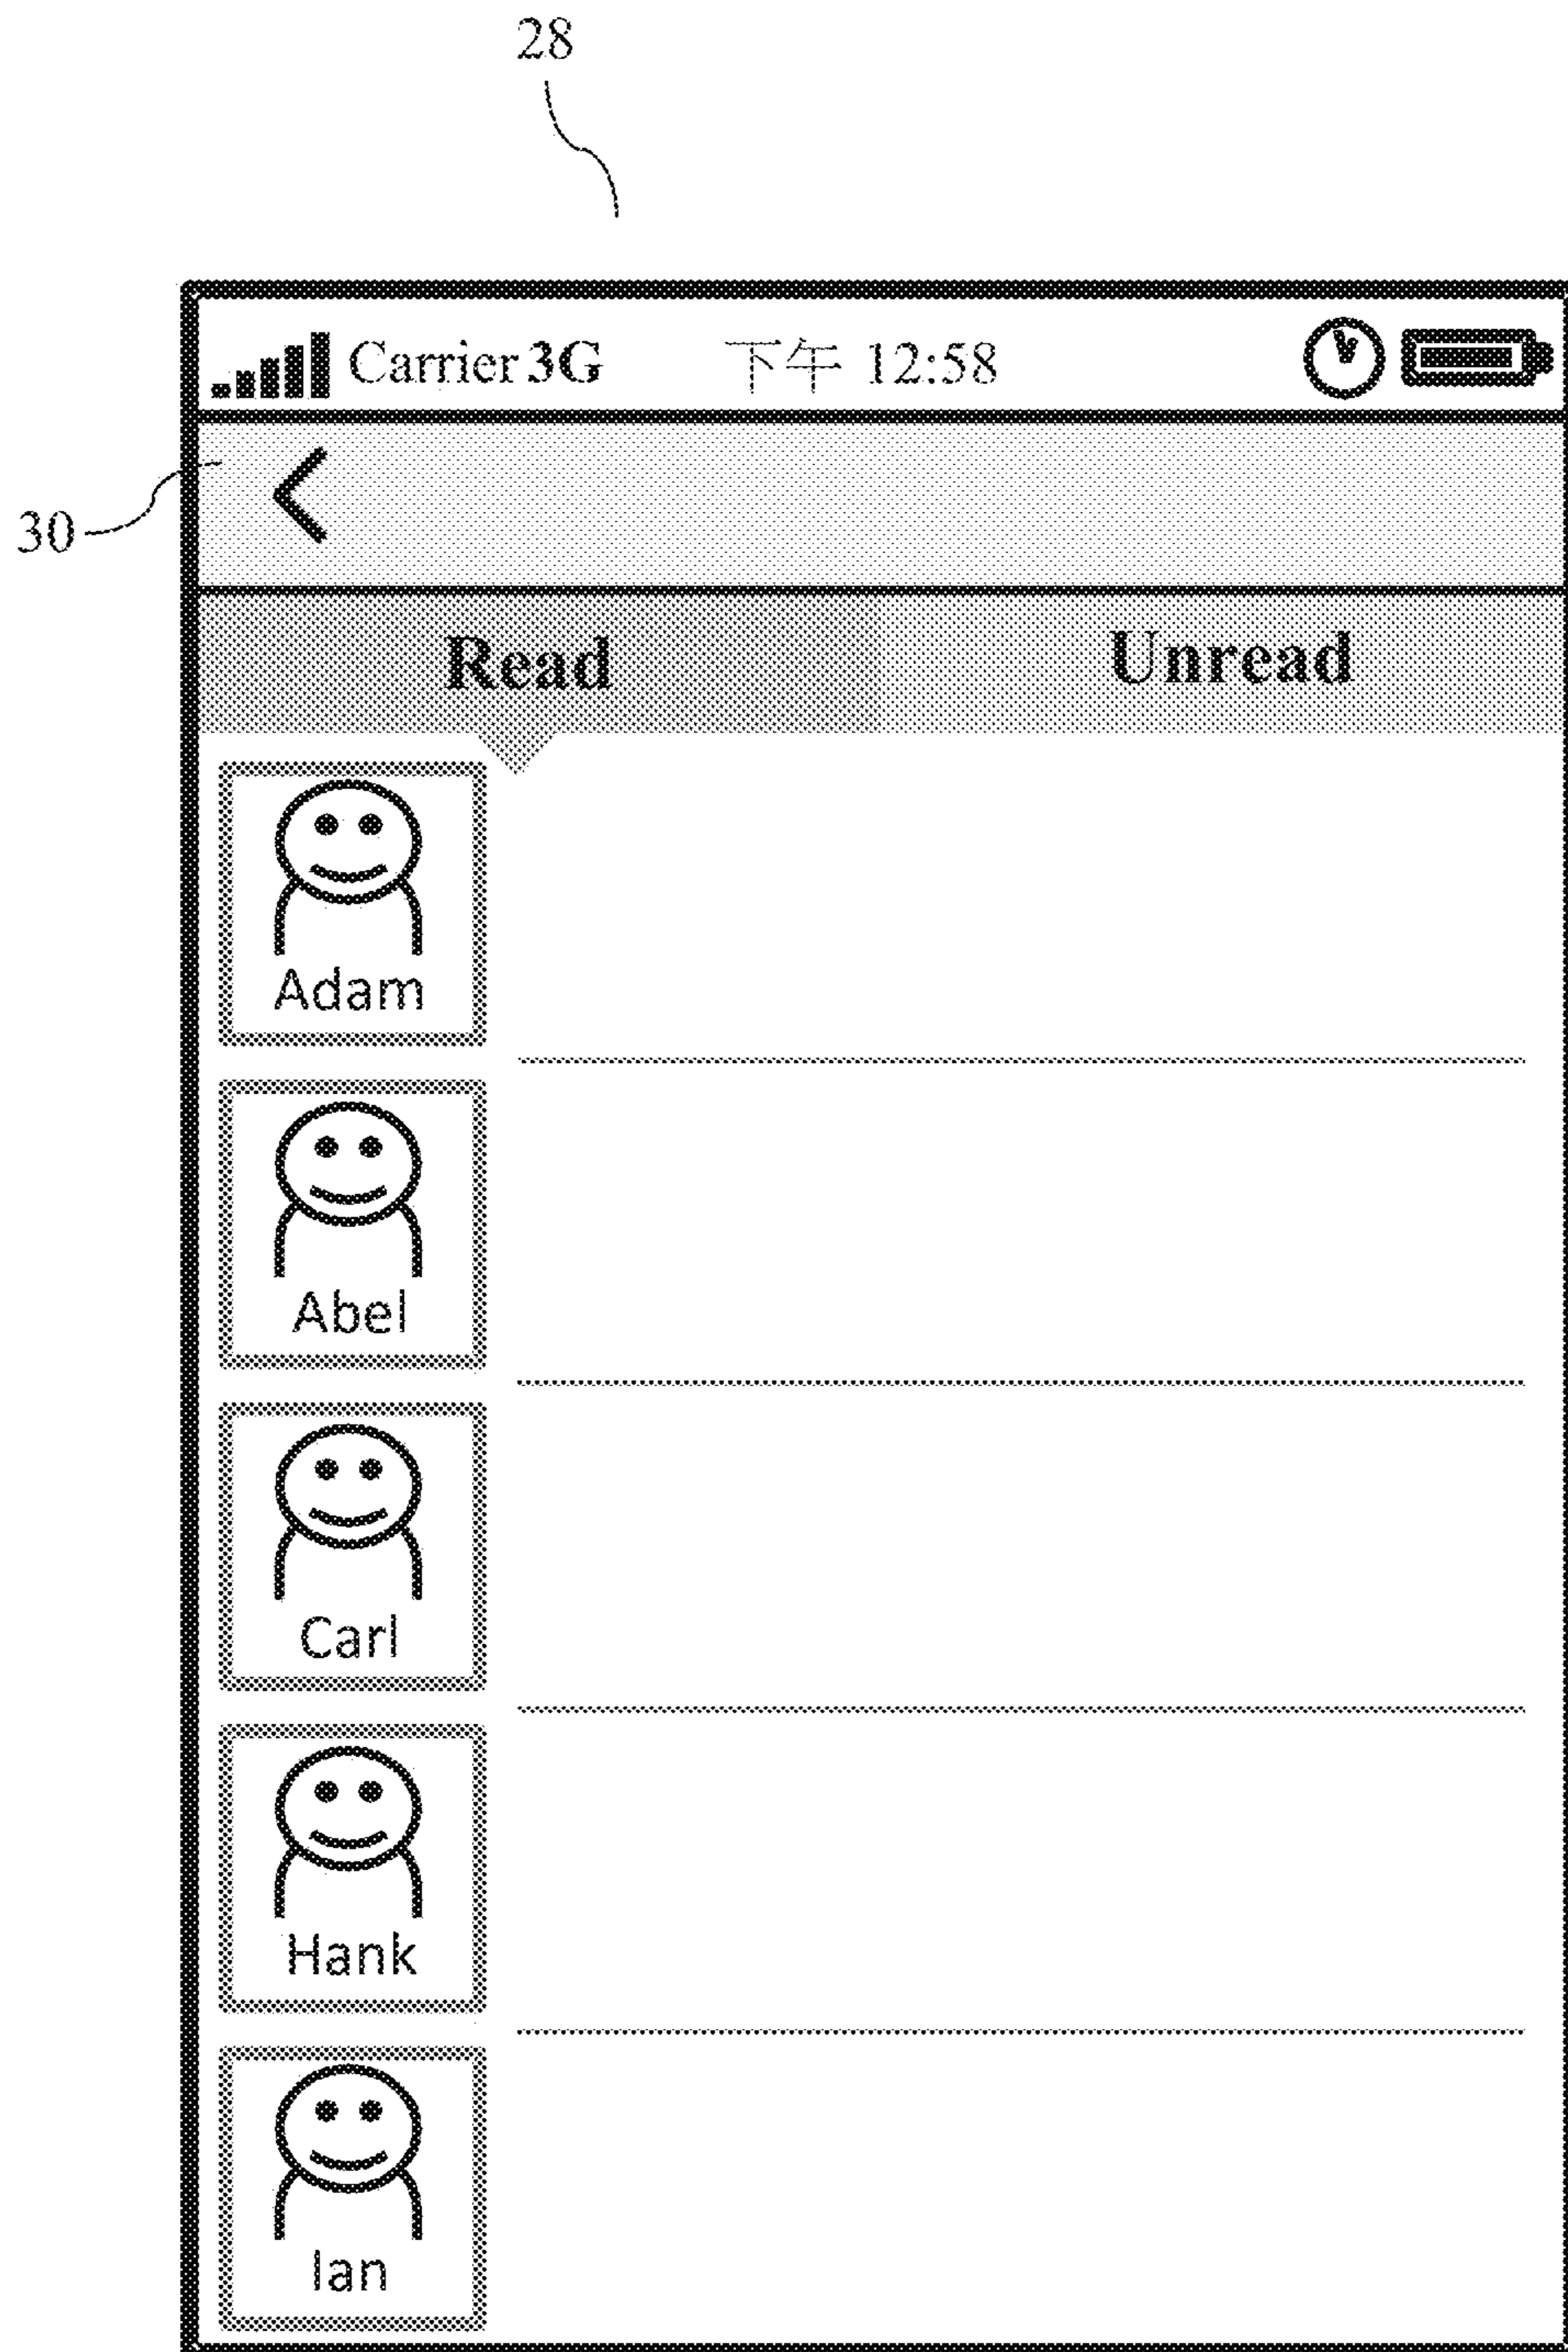 28
Carrier 3G 下午 12:58
30
Read Unread
Adam
Abel
Carl
Hank
Ian